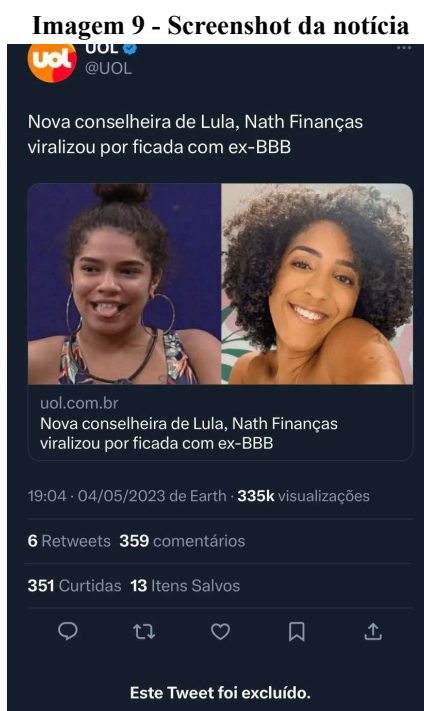 Imagem 9 - Screenshot da notícia
UOL
uol
@UOL
Nova conselheira de Lula, Nath Finanças
viralizou por ficada com ex-BBB
uol.com.br
Nova conselheira de Lula, Nath Finanças
viralizou por ficada com ex-BBB
19:04 · 04/05/2023 de Earth · 335k visualizações
6 Retweets 359 comentários
351 Curtidas 13 Itens Salvos
Este Tweet foi excluído.